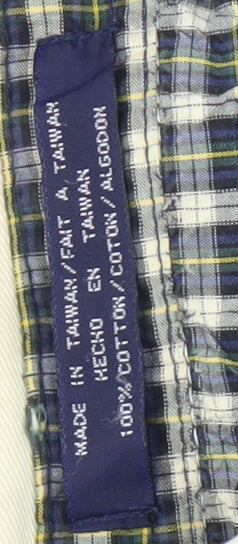 MADE IN TAIWAN/FAIT A, TAIWAN
HECHO EN TAIWAN
100%/COTTON/COTON/ALGODON